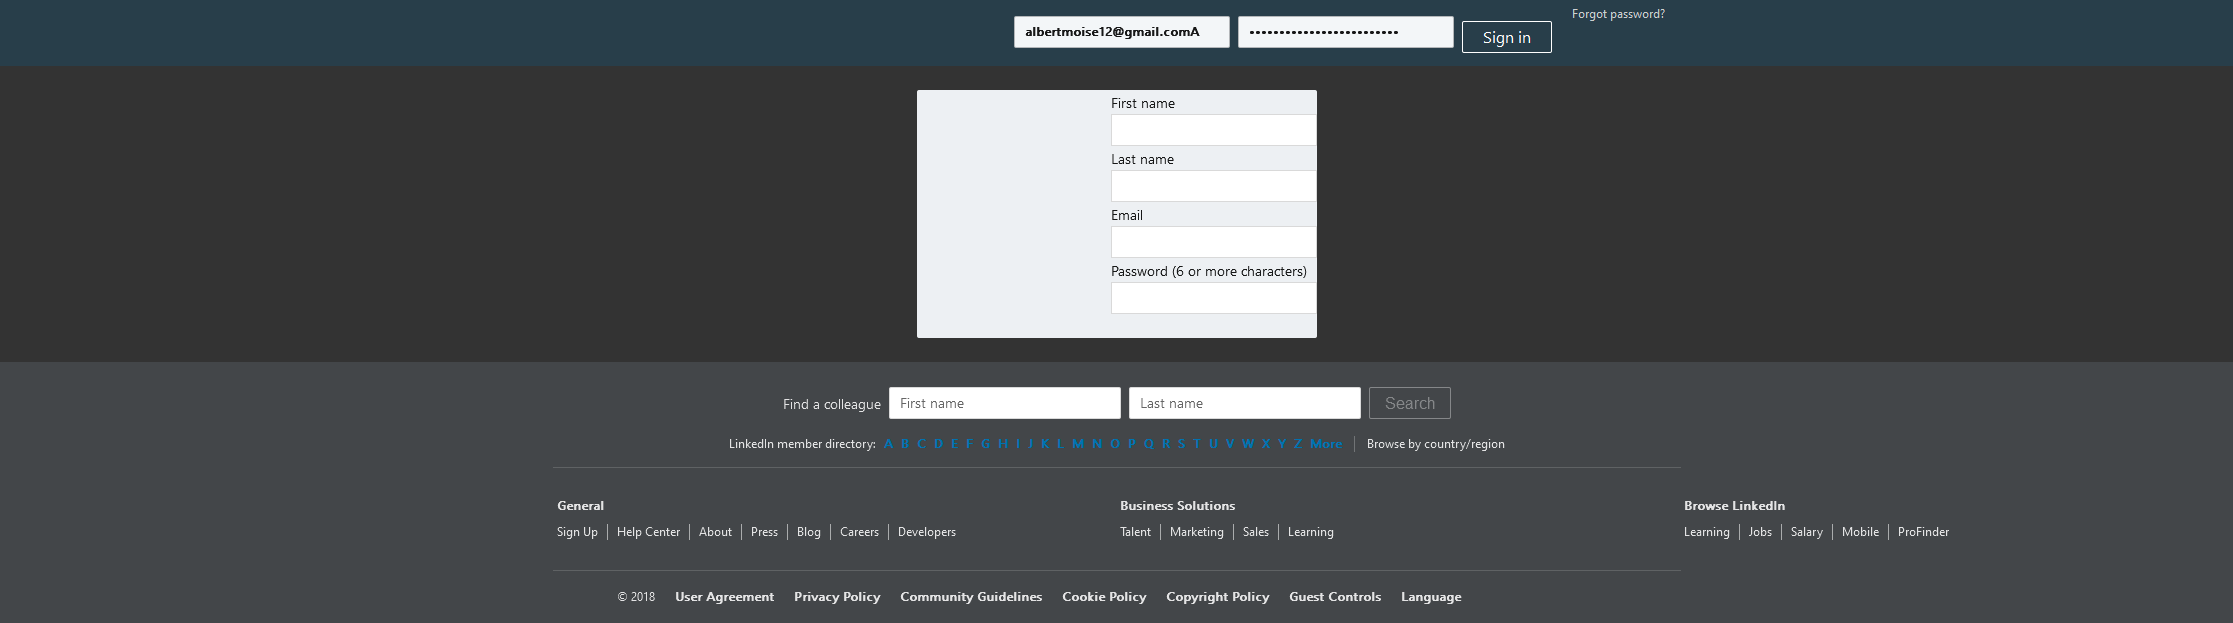 Forgot password?
albertmoise12@gmail.comA •••••••••••••••••••••••••• Sign in
First name
Last name
Email
Password (6 or more characters)
Find a colleague First name Last name Search
LinkedIn member directory: A B C D E F G H I J K L M N O P Q R S T U V W X Y Z More Browse by country/region
General
Sign Up Help Center About Press Blog Careers Developers
Business Solutions
Talent Marketing Sales Learning
Browse LinkedIn
Learning Jobs Salary Mobile ProFinder
© 2018 User Agreement Privacy Policy Community Guidelines Cookie Policy Copyright Policy Guest Controls Language